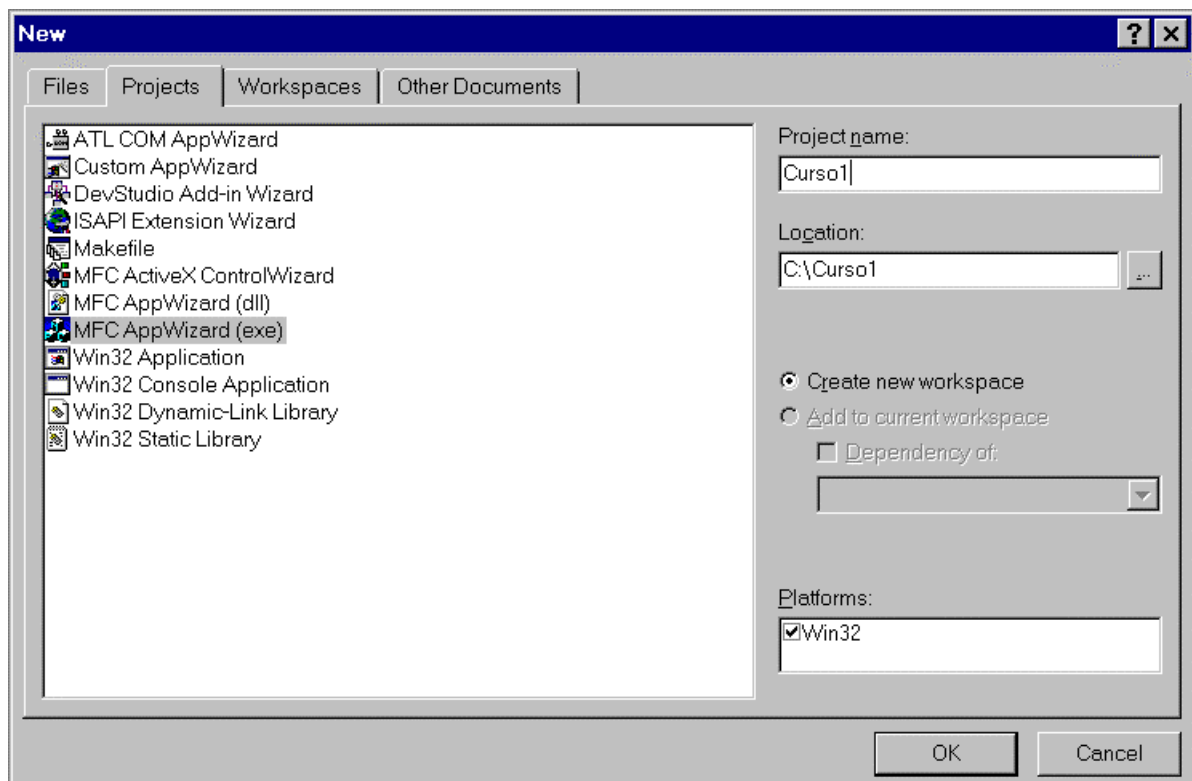 New
Files Projects Workspaces Other Documents
ATL COM AppWizard
Custom AppWizard
DevStudio Add-in Wizard
ISAPI Extension Wizard
Makefile
MFC ActiveX ControlWizard
MFC AppWizard (dll)
MFC AppWizard (exe)
Win32 Application
Win32 Console Application
Win32 Dynamic-Link Library
Win32 Static Library
Project name:
Curso1
Location:
C:\Curso1
...
Create new workspace
Add to current workspace
Dependency of:
Platforms:
Win32
OK Cancel